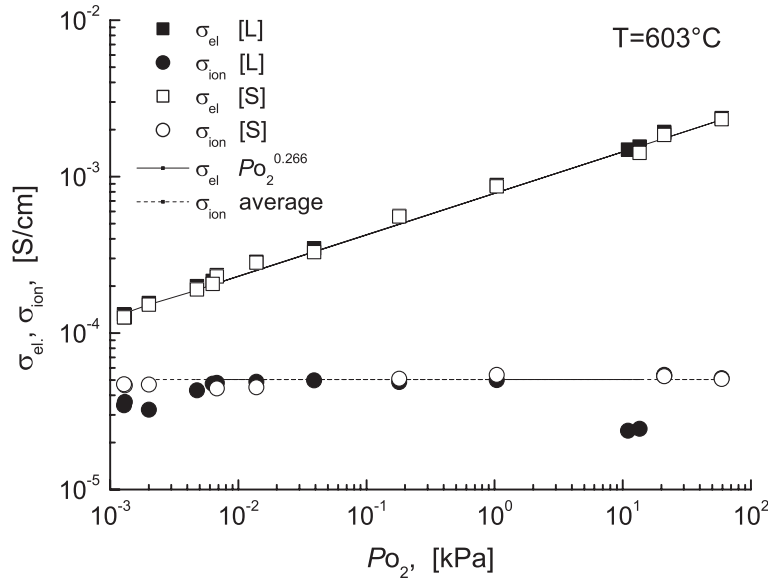 T=603°C
σel [L]
σion [L]
σel [S]
σion [S]
σel Po2^0.266
σion average
σel., σion, [S/cm]
10^-2
10^-3
10^-4
10^-5
10^-3 10^-2 10^-1 10^0 10^1 10^2
Po2, [kPa]